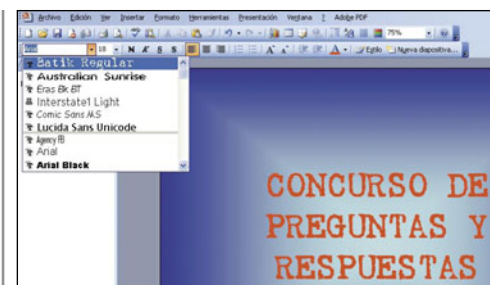 Archivo Edición Ver Insertar Formato Herramientas Presentación Ventana ? Adobe PDF
75%
18 N K S S Estilo Nueva diapositiva...
Batik Regular
Australian Sunrise
Eras Bk BT
Interstate1 Light
Comic Sans MS
Lucida Sans Unicode
Agency FB
Arial
Arial Black
CONCURSO DE
PREGUNTAS Y
RESPUESTAS